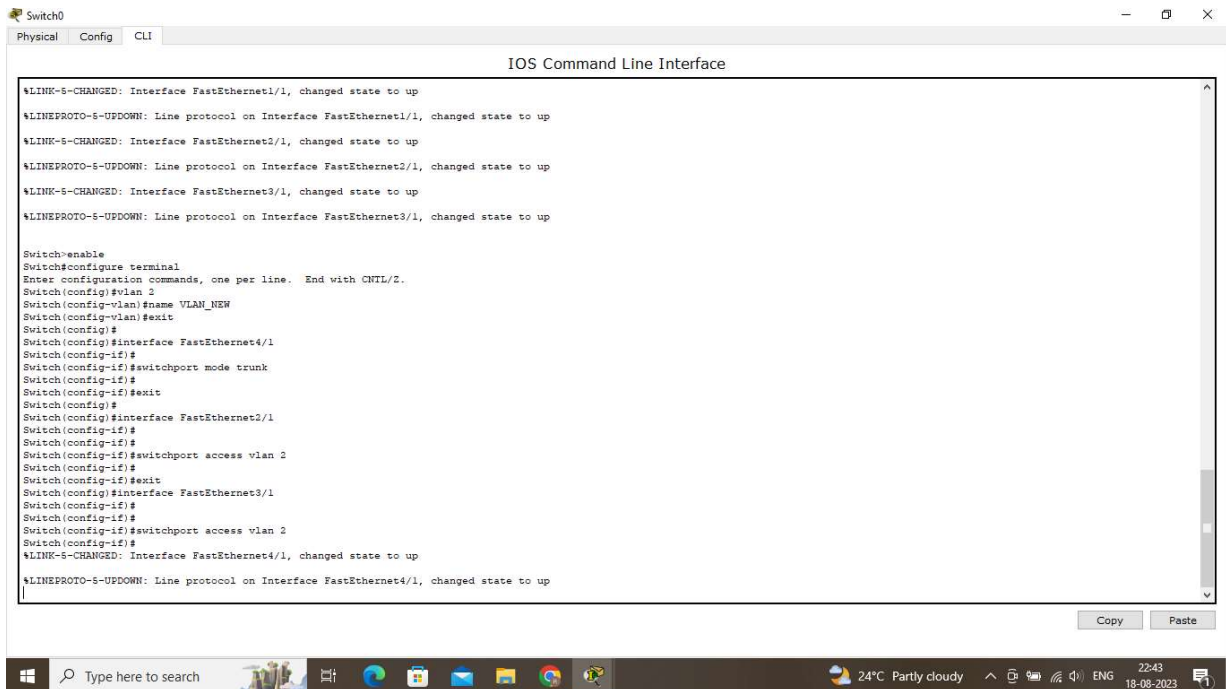 Switch0
Physical Config CLI
IOS Command Line Interface
%LINK-5-CHANGED: Interface FastEthernet1/1, changed state to up
%LINEPROTO-5-UPDOWN: Line protocol on Interface FastEthernet1/1, changed state to up
%LINK-5-CHANGED: Interface FastEthernet2/1, changed state to up
%LINEPROTO-5-UPDOWN: Line protocol on Interface FastEthernet2/1, changed state to up
%LINK-5-CHANGED: Interface FastEthernet3/1, changed state to up
%LINEPROTO-5-UPDOWN: Line protocol on Interface FastEthernet3/1, changed state to up
Switch>enable
Switch#configure terminal
Enter configuration commands, one per line.  End with CNTL/Z.
Switch(config)#vlan 2
Switch(config-vlan)#name VLAN_NEW
Switch(config-vlan)#exit
Switch(config)#
Switch(config)#interface FastEthernet4/1
Switch(config-if)#
Switch(config-if)#switchport mode trunk
Switch(config-if)#
Switch(config-if)#exit
Switch(config)#
Switch(config)#interface FastEthernet2/1
Switch(config-if)#
Switch(config-if)#
Switch(config-if)#switchport access vlan 2
Switch(config-if)#
Switch(config-if)#exit
Switch(config)#interface FastEthernet3/1
Switch(config-if)#
Switch(config-if)#
Switch(config-if)#switchport access vlan 2
Switch(config-if)#
%LINK-5-CHANGED: Interface FastEthernet4/1, changed state to up
%LINEPROTO-5-UPDOWN: Line protocol on Interface FastEthernet4/1, changed state to up
Copy Paste
Type here to search 24°C Partly cloudy ENG 22:43
18-08-2023